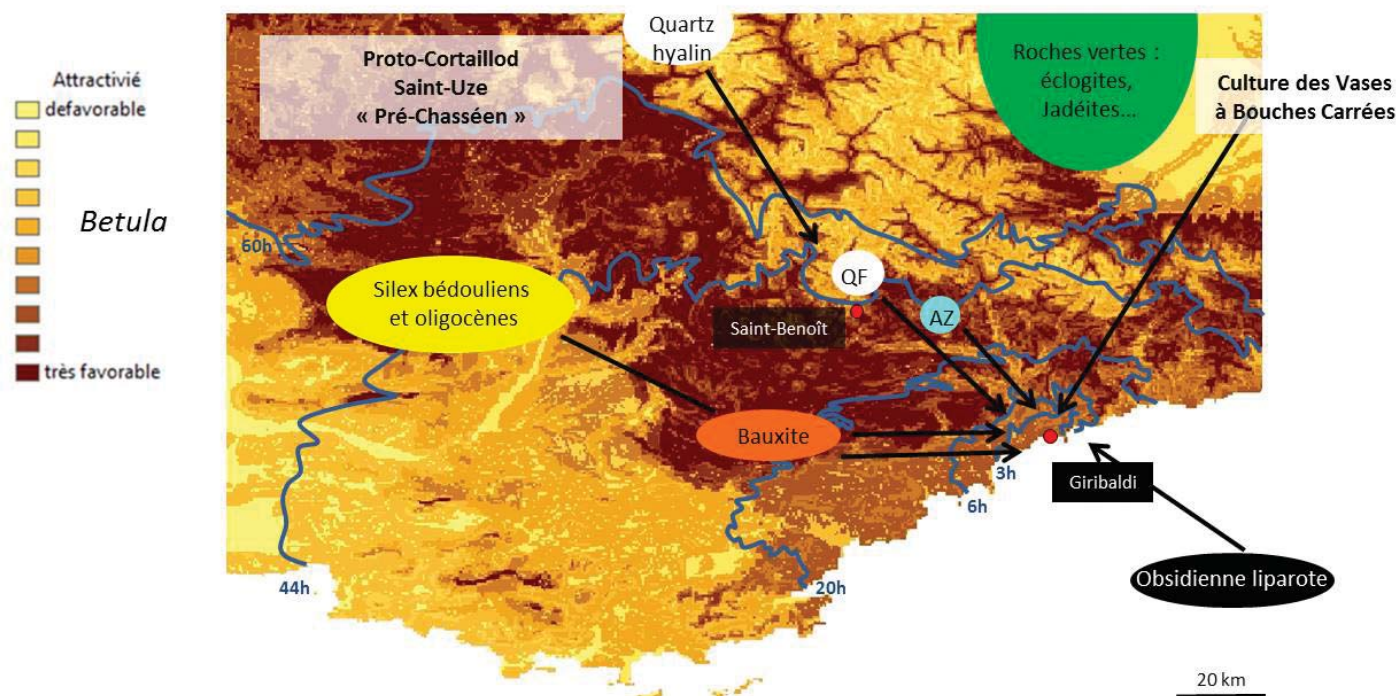 Attractivié
defavorable
très favorable
Betula
Proto-Cortaillod
Saint-Uze
« Pré-Chasséen »
Quartz
hyalin
Roches vertes :
éclogites,
Jadéites...
Culture des Vases
à Bouches Carrées
60h
Silex bédouliens
et oligocènes
QF
Saint-Benoît
AZ
Bauxite
3h
6h
Giribaldi
44h
20h
Obsidienne liparote
20 km